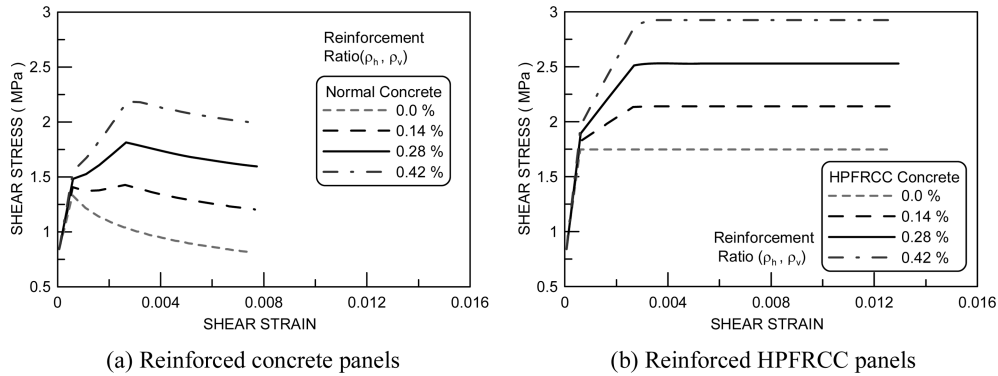 3
2.5
2
1.5
1
0.5
SHEAR STRESS ( MPa )
0
0.004
0.008
0.012
0.016
SHEAR STRAIN
Reinforcement
Ratio(ρh , ρv)
Normal Concrete
0.0 %
0.14 %
0.28 %
0.42 %
(a) Reinforced concrete panels
3
2.5
2
1.5
1
0.5
SHEAR STRESS ( MPa )
0
0.004
0.008
0.012
0.016
SHEAR STRAIN
Reinforcement
Ratio (ρh , ρv)
HPFRCC Concrete
0.0 %
0.14 %
0.28 %
0.42 %
(b) Reinforced HPFRCC panels